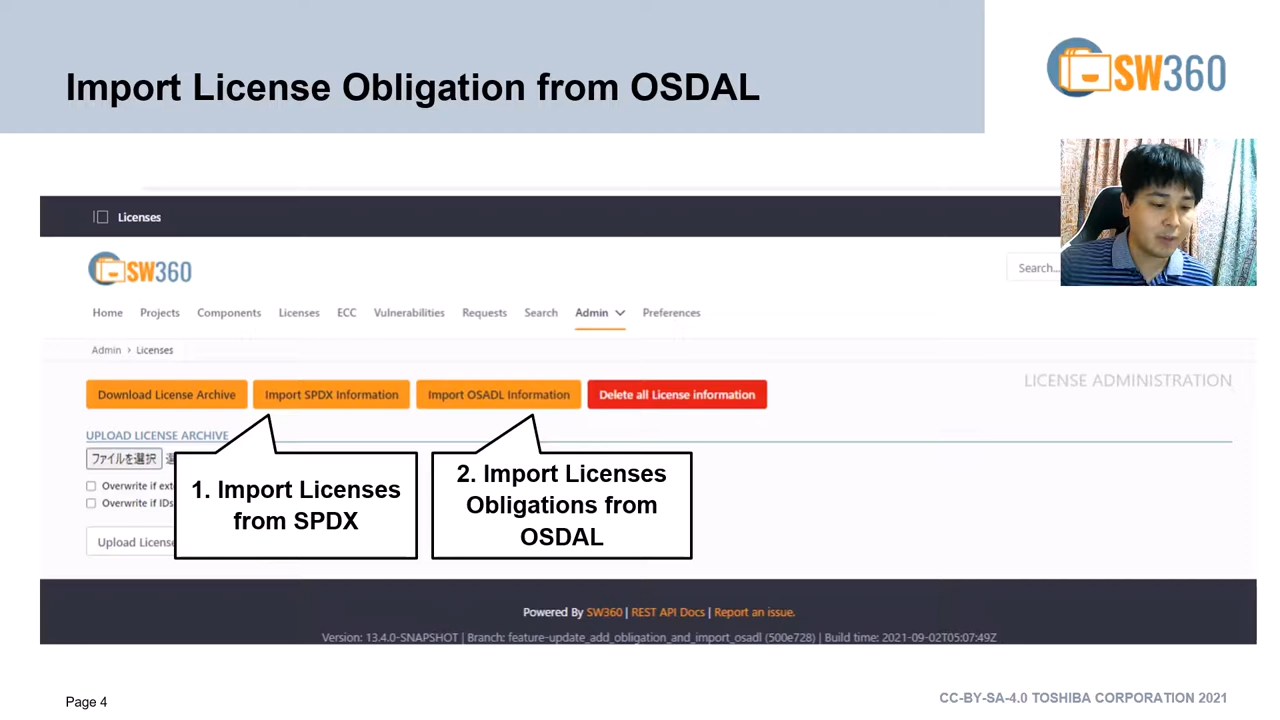 Import License Obligation from OSDAL
SW360
Licenses
SW360
Search...
Home Projects Components Licenses ECC Vulnerabilities Requests Search Admin Preferences
Admin > Licenses
LICENSE ADMINISTRATION
Download License Archive Import SPDX Information Import OSADL Information Delete all License information
UPLOAD LICENSE ARCHIVE
ファイルを選択 選
Overwrite if ext
Overwrite if IDs
Upload License
1. Import Licenses
from SPDX
2. Import Licenses
Obligations from
OSDAL
Powered By SW360 | REST API Docs | Report an issue.
Version: 13.4.0-SNAPSHOT | Branch: feature-update_add_obligation_and_import_osadl (500e728) | Build time: 2021-09-02T05:07:49Z
Page 4
CC-BY-SA-4.0 TOSHIBA CORPORATION 2021